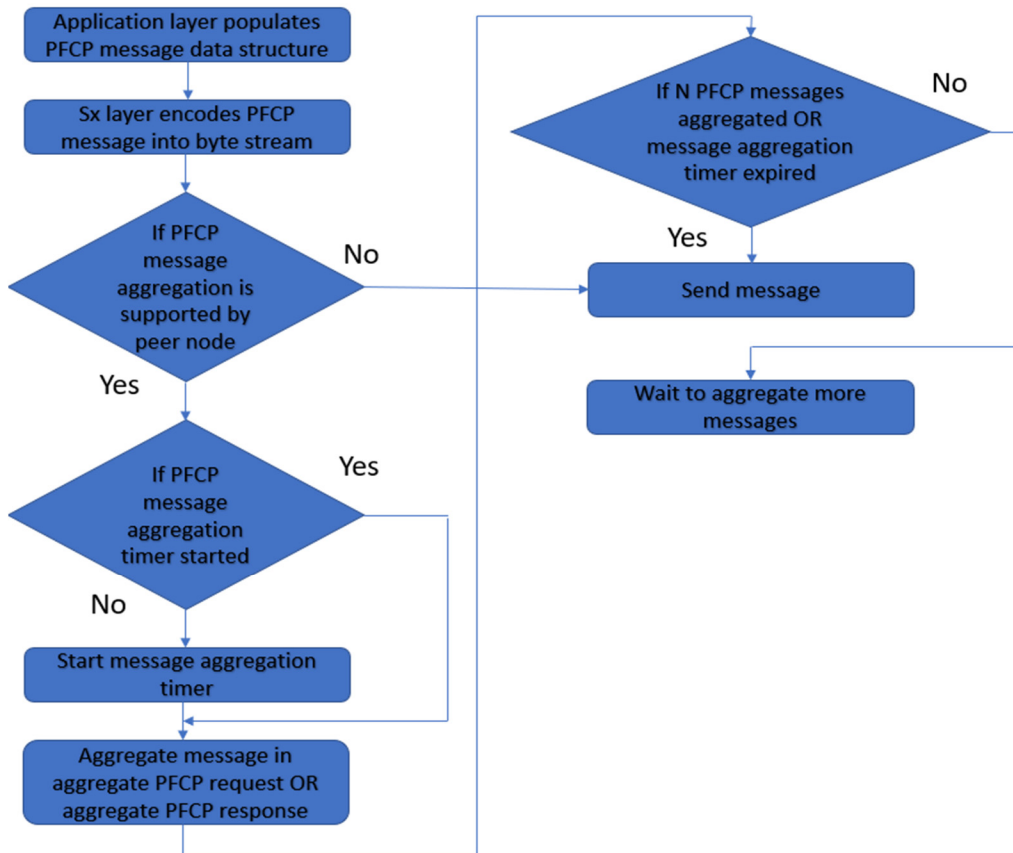 Application layer populates
PFCP message data structure
Sx layer encodes PFCP
message into byte stream
If PFCP
message
aggregation is
supported by
peer node
No
Yes
If PFCP
message
aggregation
timer started
Yes
No
Start message aggregation
timer
Aggregate message in
aggregate PFCP request OR
aggregate PFCP response
If N PFCP messages
aggregated OR
message aggregation
timer expired
No
Yes
Send message
Wait to aggregate more
messages